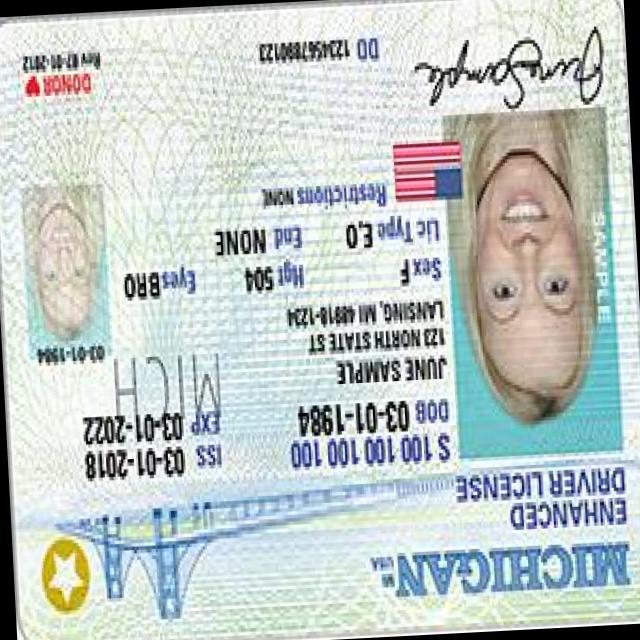 MICHIGAN MI USA
ENHANCED
DRIVER LICENSE
S 100 100 100 100
ISS 03-01-2018
DOB 03-01-1984
EXP 03-01-2022
JUNE SAMPLE
123 NORTH STATE ST
LANSING, MI 48918-1234
MICH
03-01-1984
Sex F Hgt 504 Eyes BRO
Lic Type E,O End NONE
Restrictions NONE
SAMPLE
June Sample
DD 1234567890123
DONOR
Rev 07-01-2012